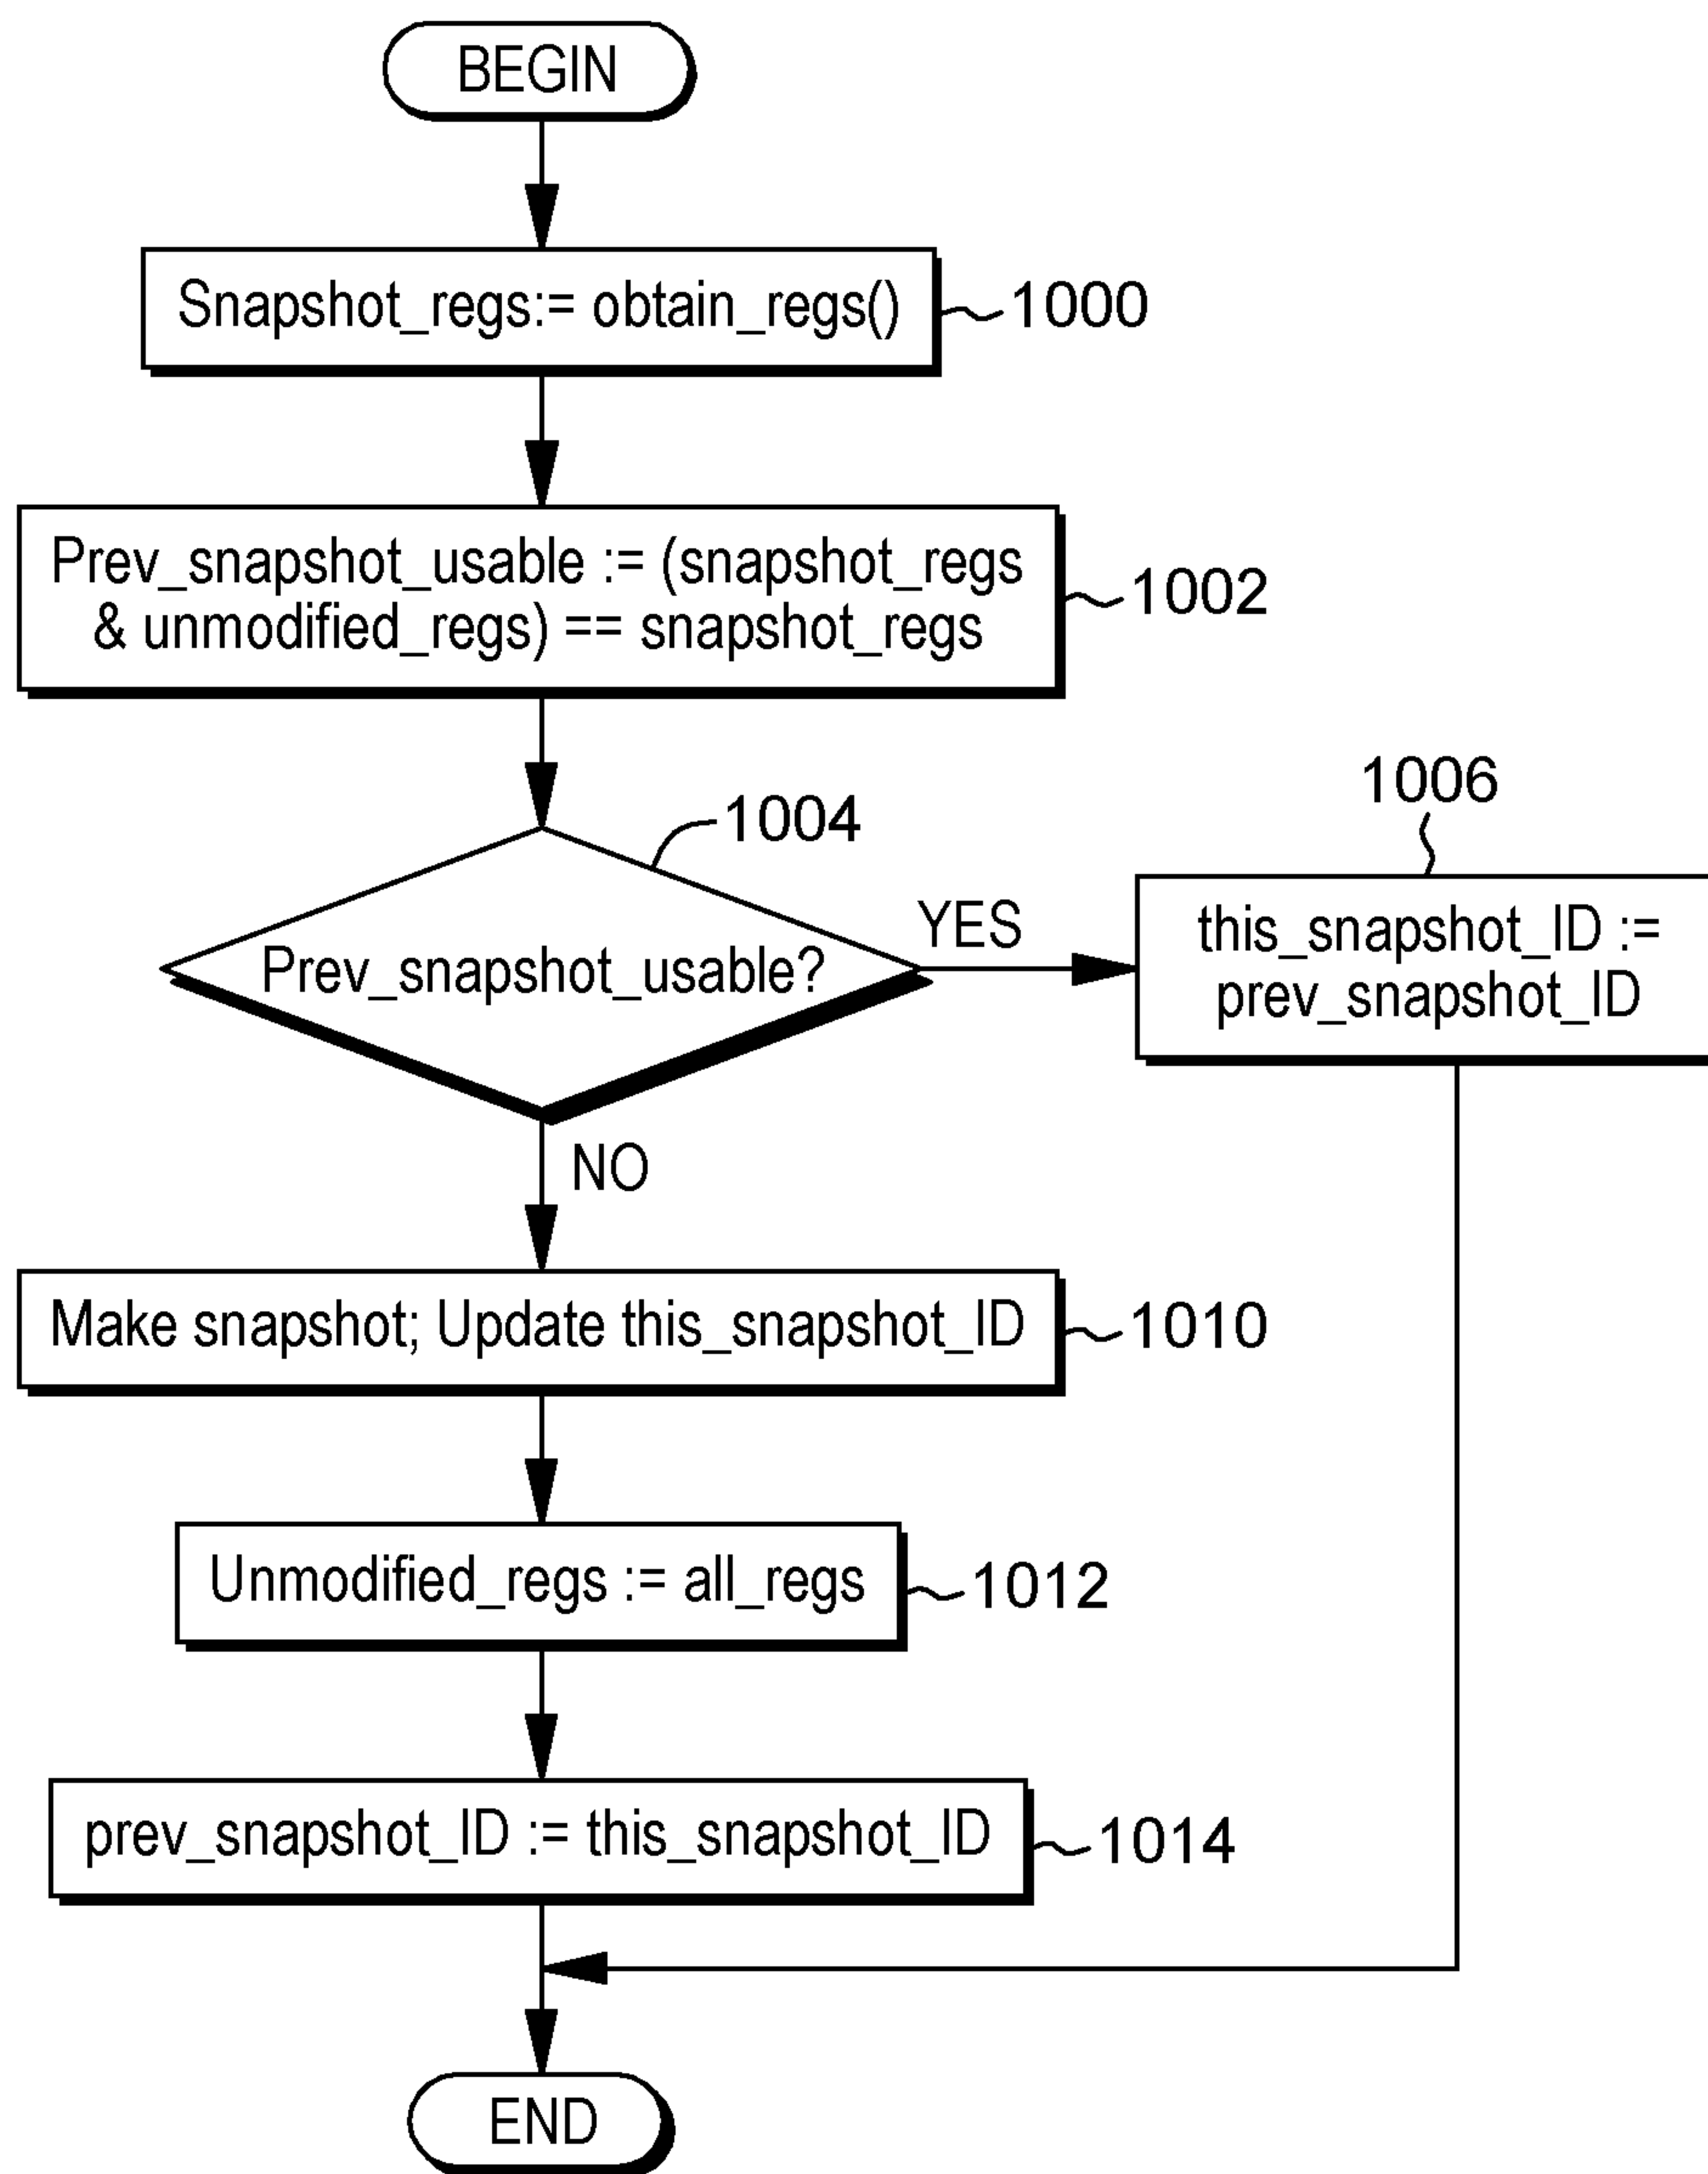 BEGIN
Snapshot_regs:= obtain_regs()
1000
Prev_snapshot_usable := (snapshot_regs
& unmodified_regs) == snapshot_regs
1002
1004
Prev_snapshot_usable?
YES
1006
this_snapshot_ID :=
prev_snapshot_ID
NO
Make snapshot; Update this_snapshot_ID
1010
Unmodified_regs := all_regs
1012
prev_snapshot_ID := this_snapshot_ID
1014
END